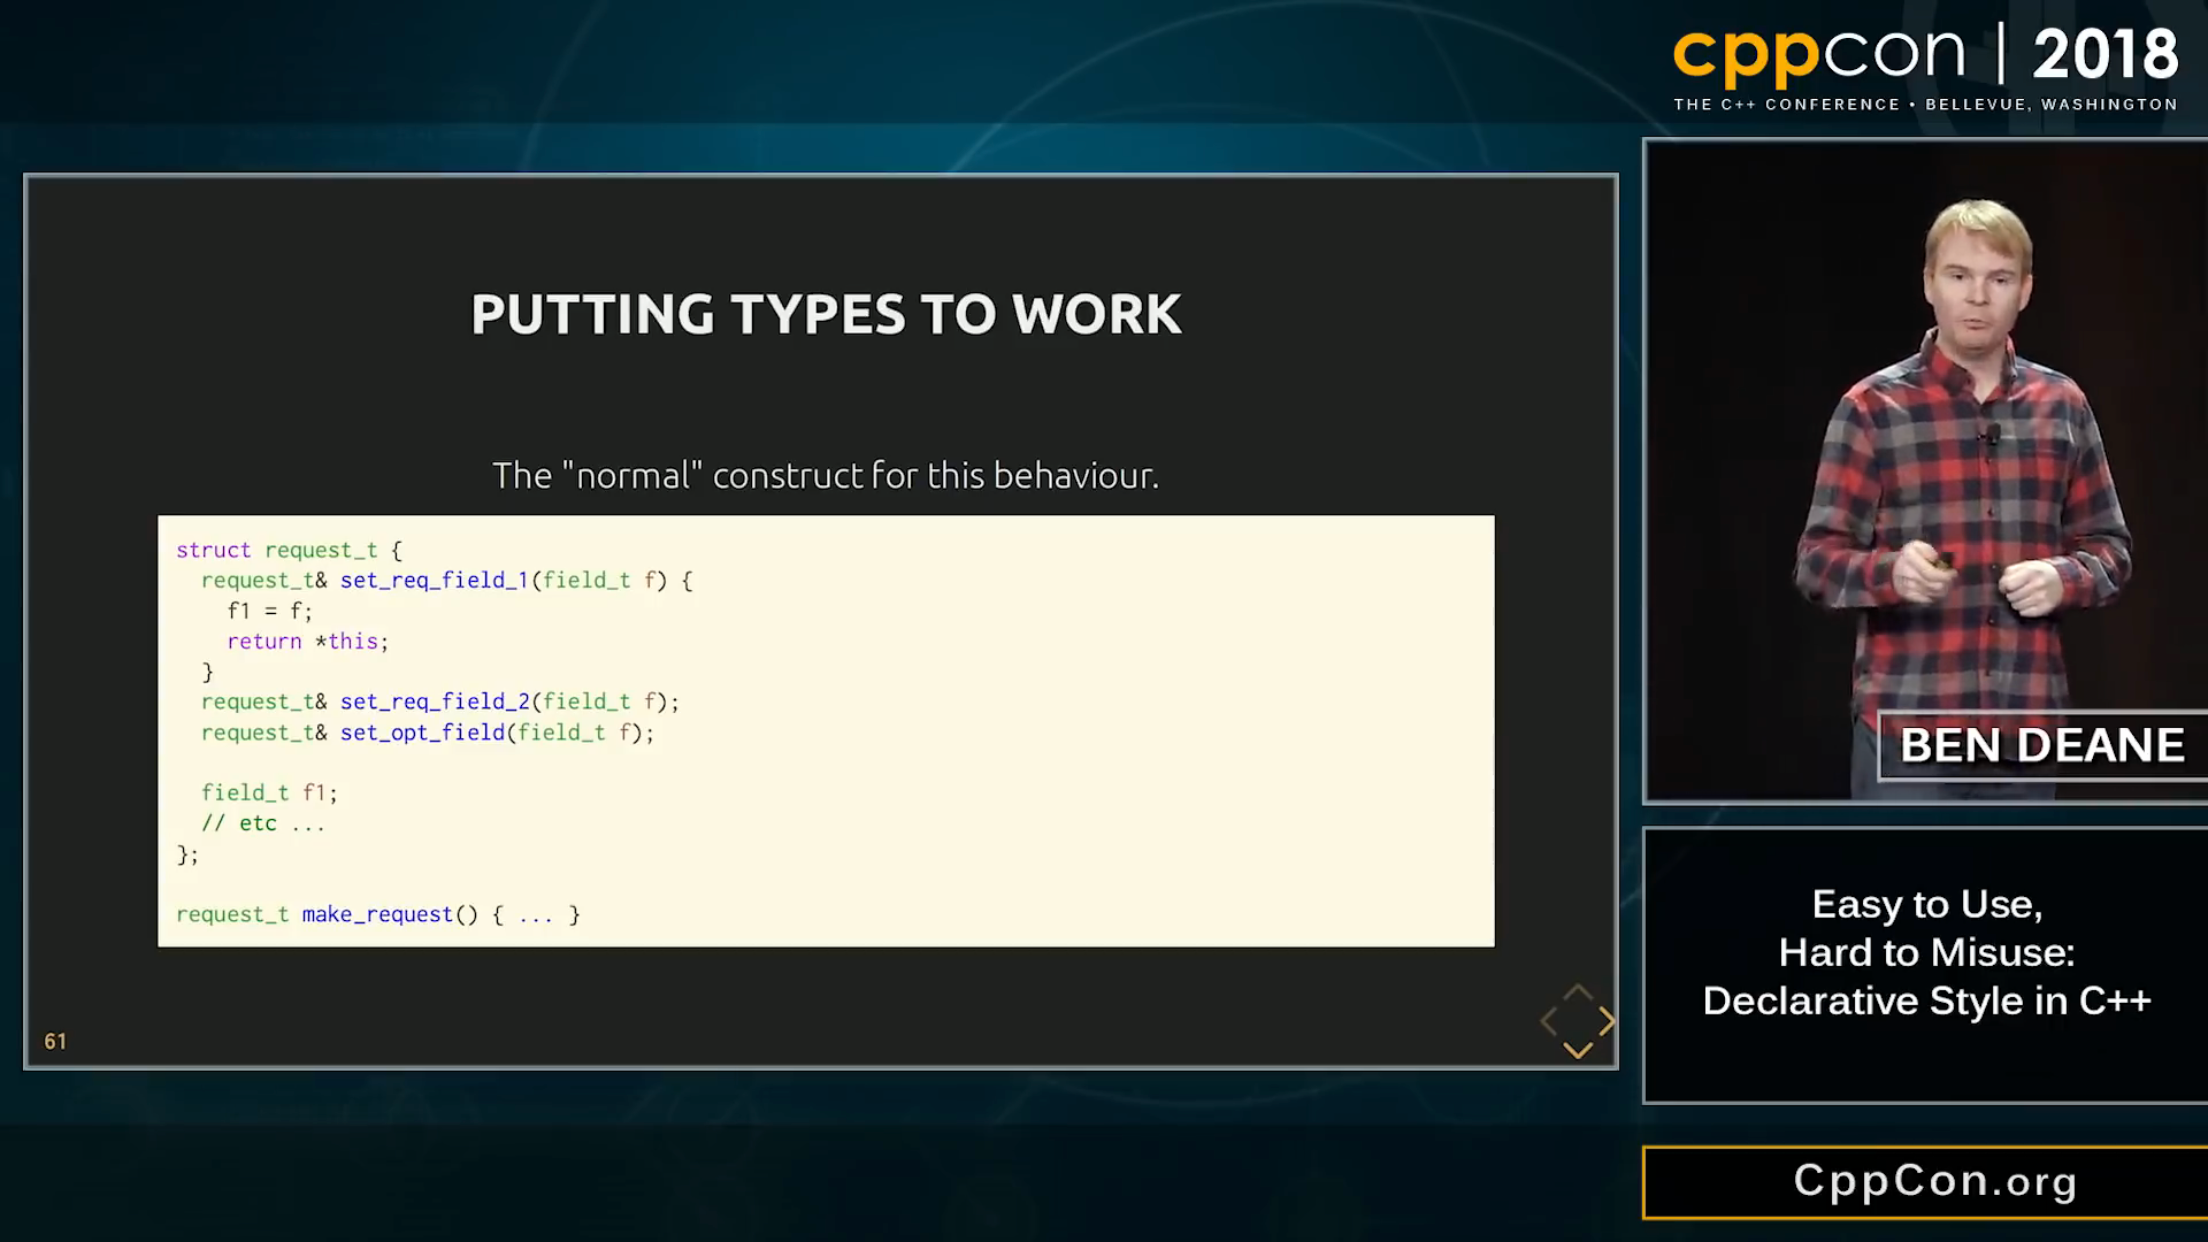 cppcon | 2018
THE C++ CONFERENCE • BELLEVUE, WASHINGTON
PUTTING TYPES TO WORK
The "normal" construct for this behaviour.
struct request_t {
  request_t& set_req_field_1(field_t f) {
    f1 = f;
    return *this;
  }
  request_t& set_req_field_2(field_t f);
  request_t& set_opt_field(field_t f);

  field_t f1;
  // etc ...
};

request_t make_request() { ... }
61
BEN DEANE
Easy to Use,
Hard to Misuse:
Declarative Style in C++
CppCon.org